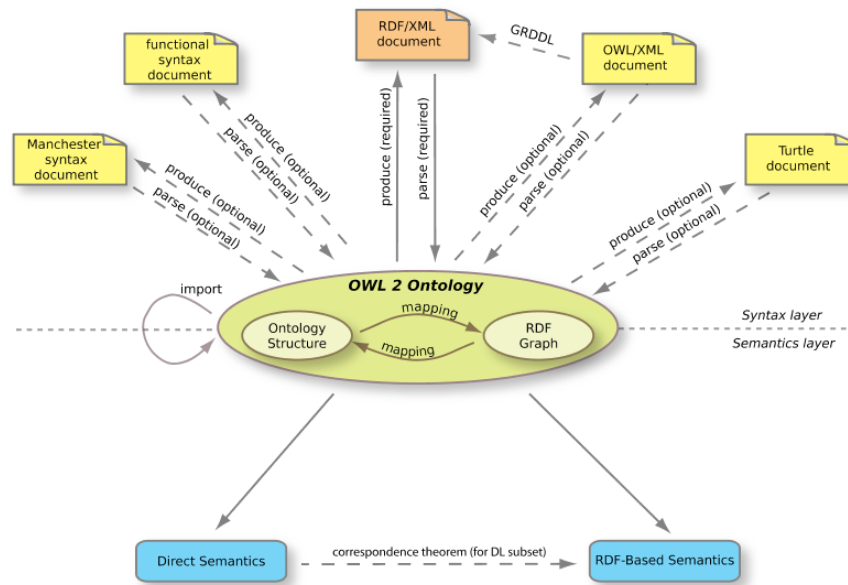 functional
syntax
document
RDF/XML
document
GRDDL
OWL/XML
document
Manchester
syntax
document
Turtle
document
produce (optional)
parse (optional)
produce (optional)
parse (optional)
produce (required)
parse (required)
produce (optional)
parse (optional)
produce (optional)
parse (optional)
import
OWL 2 Ontology
mapping
Ontology
Structure
RDF
Graph
mapping
Syntax layer
Semantics layer
Direct Semantics
correspondence theorem (for DL subset)
RDF-Based Semantics